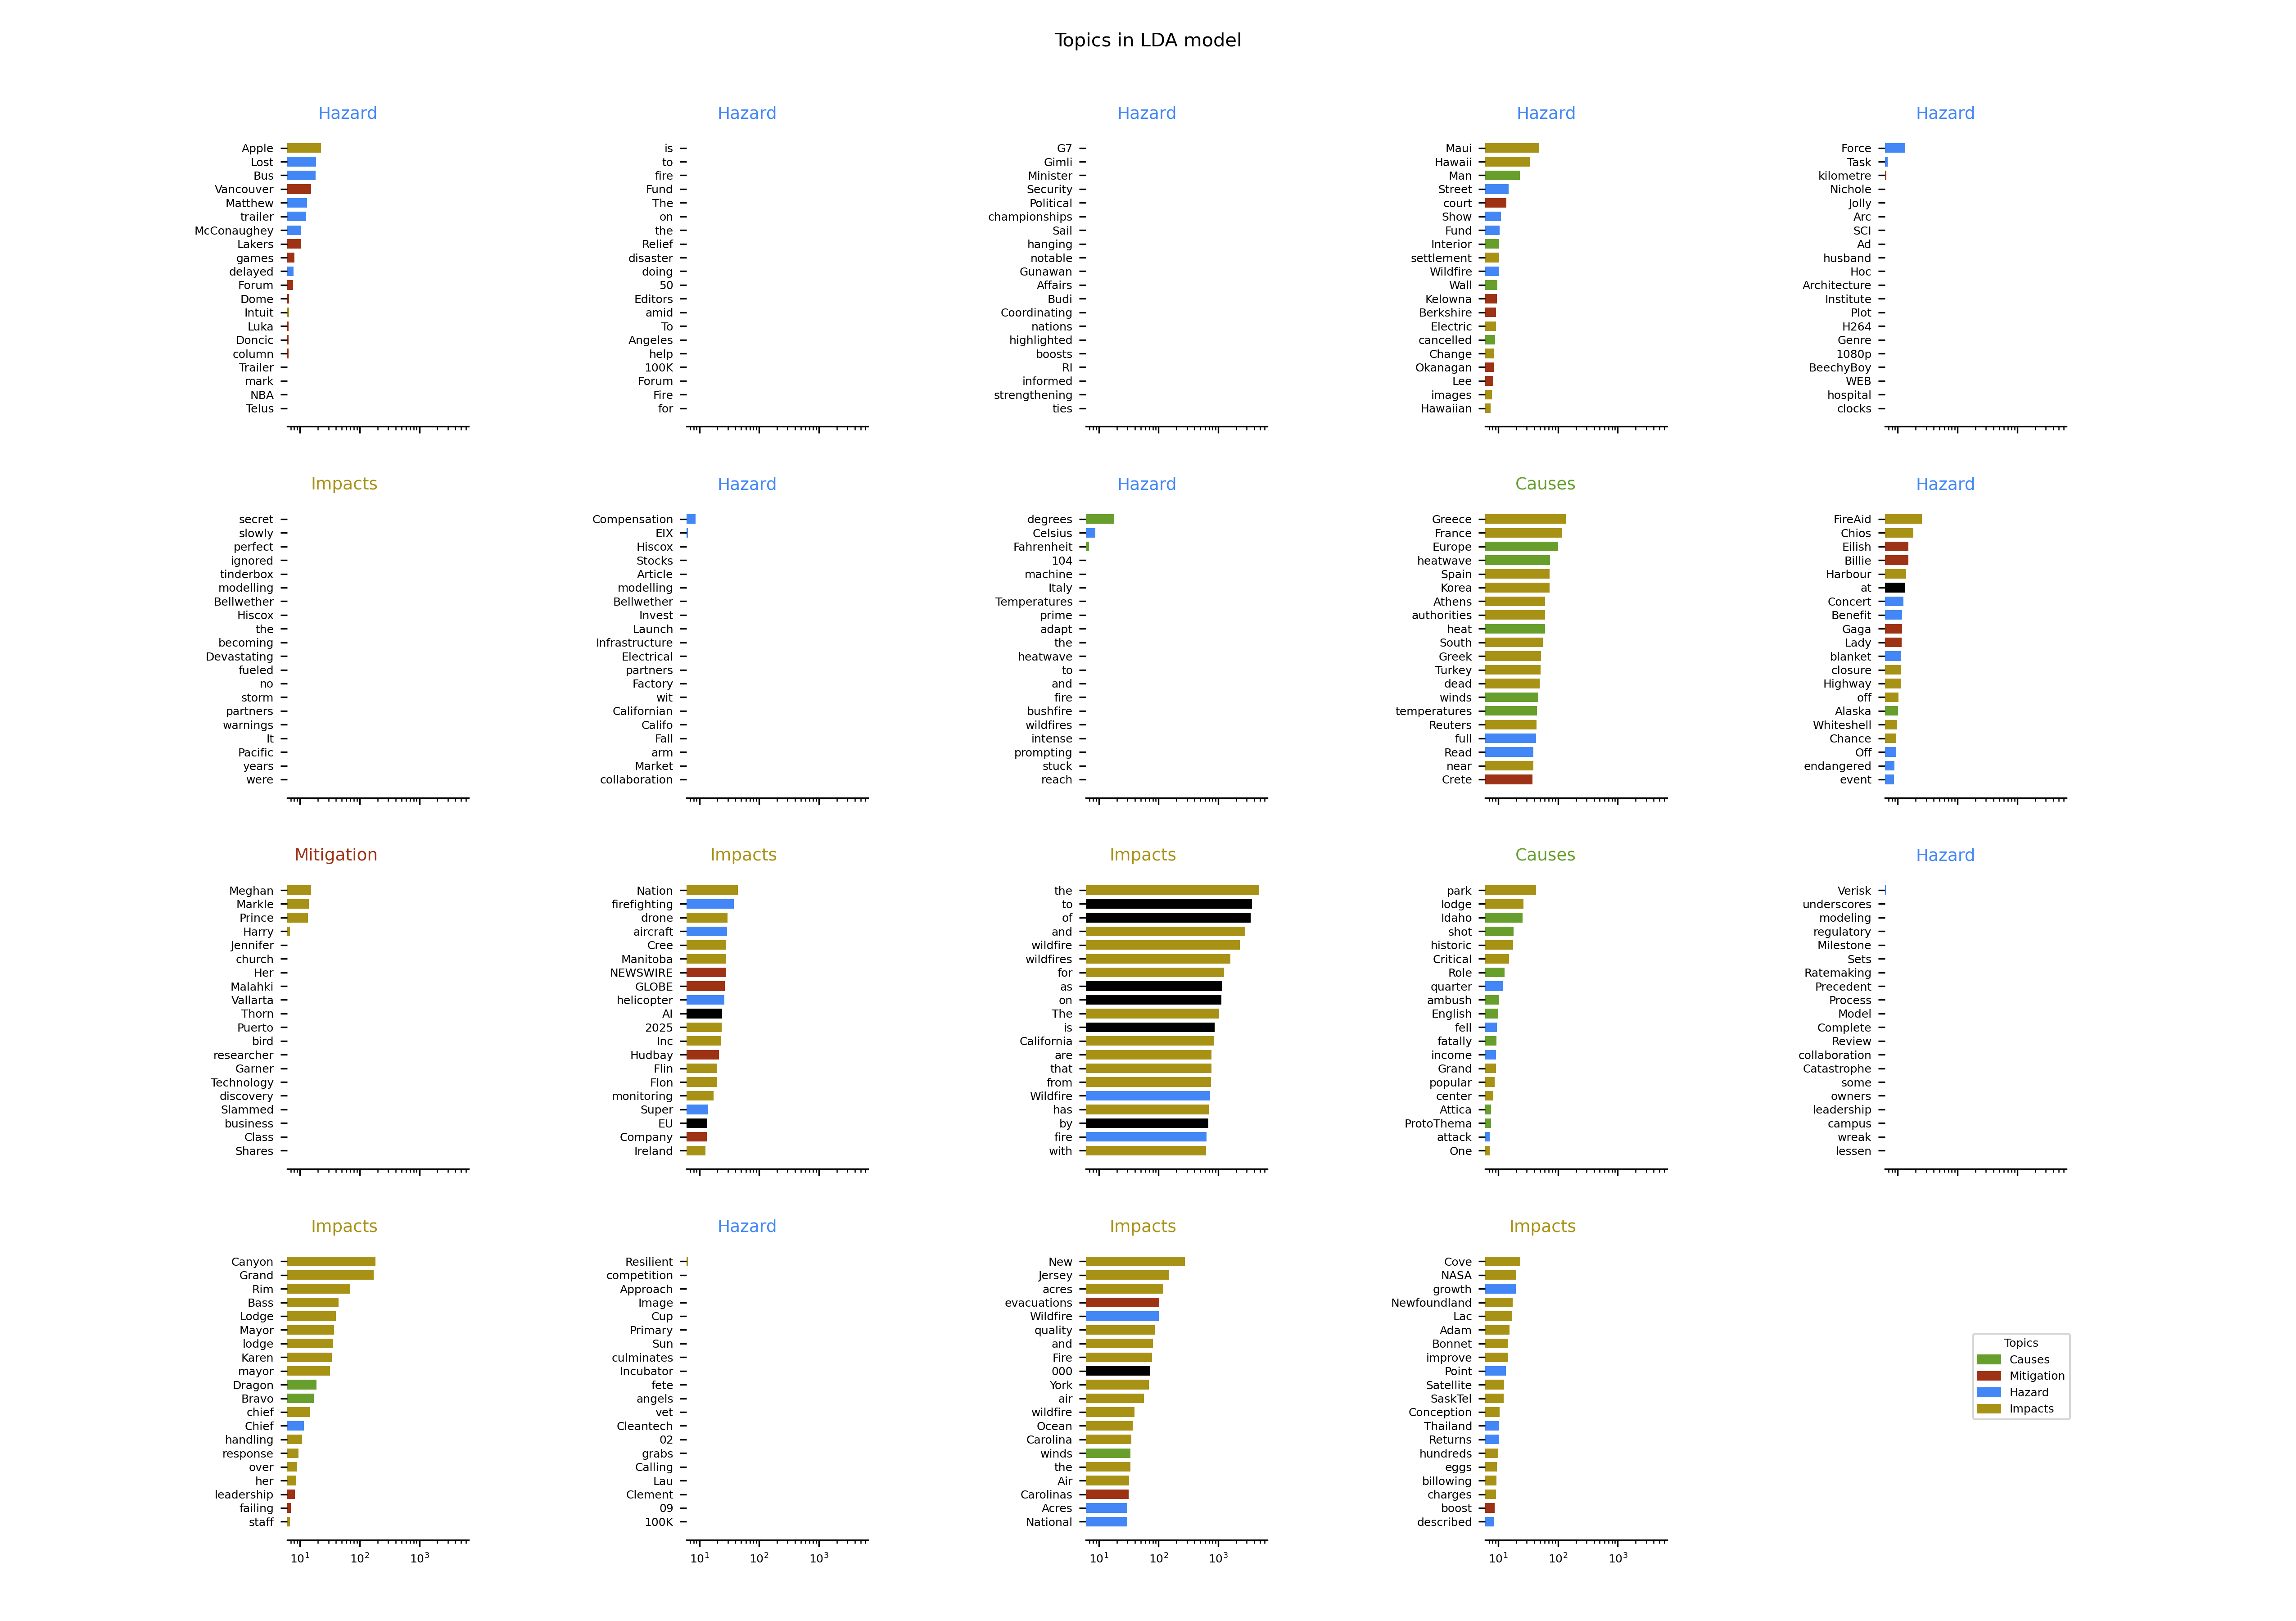 Topics in LDA model
Hazard
Apple
Lost
Bus
Vancouver
Matthew
trailer
McConaughey
Lakers
games
delayed
Forum
Dome
Intuit
Luka
Doncic
column
Trailer
mark
NBA
Telus
Hazard
is
to
fire
Fund
The
on
the
Relief
disaster
doing
50
Editors
amid
To
Angeles
help
100K
Forum
Fire
for
Hazard
G7
Gimli
Minister
Security
Political
championships
Sail
hanging
notable
Gunawan
Affairs
Budi
Coordinating
nations
highlighted
boosts
RI
informed
strengthening
ties
Hazard
Maui
Hawaii
Man
Street
court
Show
Fund
Interior
settlement
Wildfire
Wall
Kelowna
Berkshire
Electric
cancelled
Change
Okanagan
Lee
images
Hawaiian
Hazard
Force
Task
kilometre
Nichole
Jolly
Arc
SCI
Ad
husband
Hoc
Architecture
Institute
Plot
H264
Genre
1080p
BeechyBoy
WEB
hospital
clocks
Impacts
secret
slowly
perfect
ignored
tinderbox
modelling
Bellwether
Hiscox
the
becoming
Devastating
fueled
no
storm
partners
warnings
It
Pacific
years
were
Hazard
Compensation
EIX
Hiscox
Stocks
Article
modelling
Bellwether
Invest
Launch
Infrastructure
Electrical
partners
Factory
wit
Californian
Califo
Fall
arm
Market
collaboration
Hazard
degrees
Celsius
Fahrenheit
104
machine
Italy
Temperatures
prime
adapt
the
heatwave
to
and
fire
bushfire
wildfires
intense
prompting
stuck
reach
Causes
Greece
France
Europe
heatwave
Spain
Korea
Athens
authorities
heat
South
Greek
Turkey
dead
winds
temperatures
Reuters
full
Read
near
Crete
Hazard
FireAid
Chios
Eilish
Billie
Harbour
at
Concert
Benefit
Gaga
Lady
blanket
closure
Highway
off
Alaska
Whiteshell
Chance
Off
endangered
event
Mitigation
Meghan
Markle
Prince
Harry
Jennifer
church
Her
Malahki
Vallarta
Thorn
Puerto
bird
researcher
Garner
Technology
discovery
Slammed
business
Class
Shares
Impacts
Nation
firefighting
drone
aircraft
Cree
Manitoba
NEWSWIRE
GLOBE
helicopter
AI
2025
Inc
Hudbay
Flin
Flon
monitoring
Super
EU
Company
Ireland
Impacts
the
to
of
and
wildfire
wildfires
for
as
on
The
is
California
are
that
from
Wildfire
has
by
fire
with
Causes
park
lodge
Idaho
shot
historic
Critical
Role
quarter
ambush
English
fell
fatally
income
Grand
popular
center
Attica
ProtoThema
attack
One
Hazard
Verisk
underscores
modeling
regulatory
Milestone
Sets
Ratemaking
Precedent
Process
Model
Complete
Review
collaboration
Catastrophe
some
owners
leadership
campus
wreak
lessen
Impacts
Canyon
Grand
Rim
Bass
Lodge
Mayor
lodge
Karen
mayor
Dragon
Bravo
chief
Chief
handling
response
over
her
leadership
failing
staff
10¹ 10² 10³
Hazard
Resilient
competition
Approach
Image
Cup
Primary
Sun
culminates
Incubator
fete
angels
vet
Cleantech
02
grabs
Calling
Lau
Clement
09
100K
10¹ 10² 10³
Impacts
New
Jersey
acres
evacuations
Wildfire
quality
and
Fire
000
York
air
wildfire
Ocean
Carolina
winds
the
Air
Carolinas
Acres
National
10¹ 10² 10³
Impacts
Cove
NASA
growth
Newfoundland
Lac
Adam
Bonnet
improve
Point
Satellite
SaskTel
Conception
Thailand
Returns
hundreds
eggs
billowing
charges
boost
described
10¹ 10² 10³
Topics
Causes
Mitigation
Hazard
Impacts